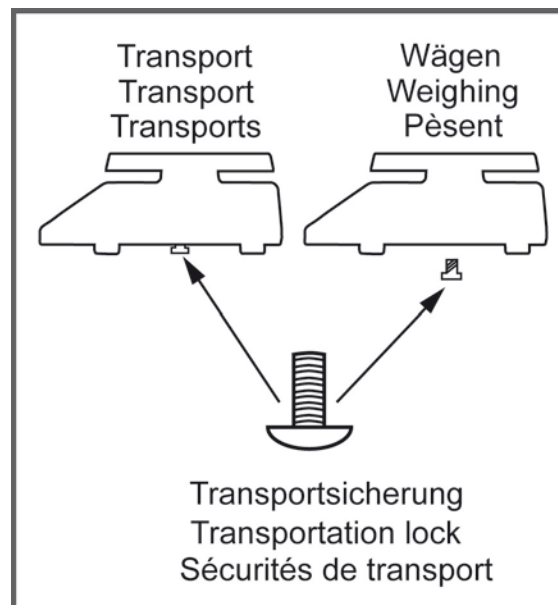 Transport
Transport
Transports
Wägen
Weighing
Pèsent
Transportsicherung
Transportation lock
Sécurités de transport